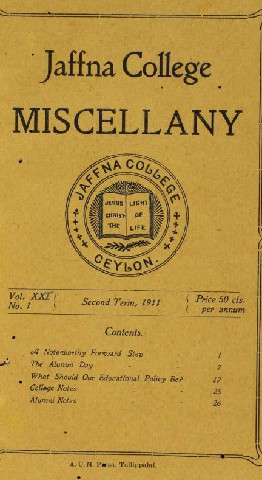 Jaffna College
MISCELLANY
JAFFNA COLLEGE
JESUS LIGHT
CHRIST OF
THE LIFE
CEYLON.
Vol. XXI
No. 1
Second Term, 1911
Price 50 cts.
per annum
Contents.
A Noteworthy Forward Step 1
The Alumni Day 7
What Should Our Educational Policy Be? 17
College Notes 25
Alumni Notes 26
A. C. M. Press, Tellippalai.